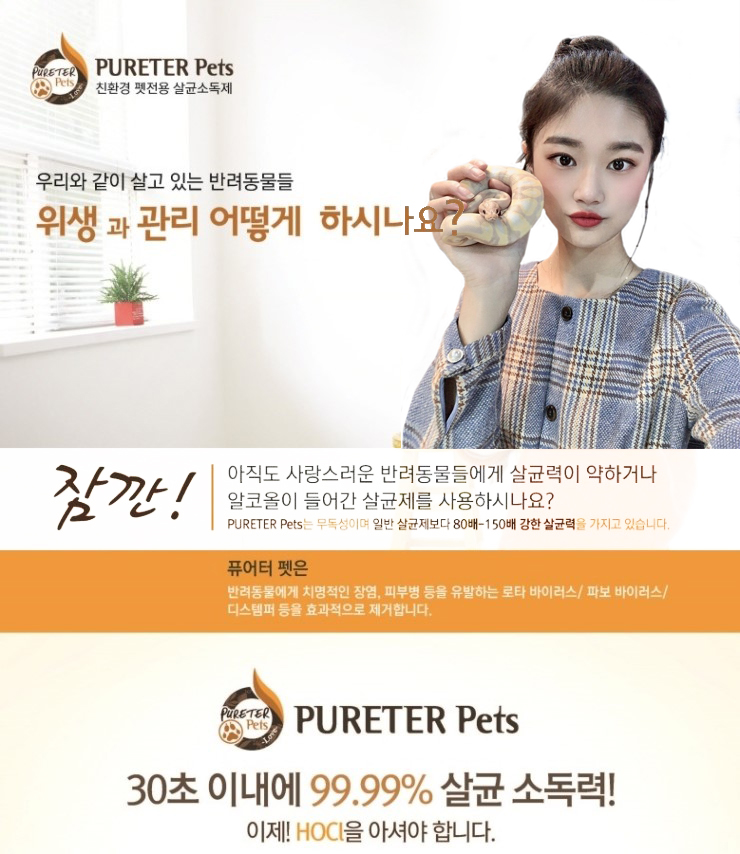 PURETER
Pets
Love
PURETER Pets
친환경 펫전용 살균소독제
우리와 같이 살고 있는 반려동물들
위생 과 관리 어떻게 하시나요?
잠깐!
아직도 사랑스러운 반려동물들에게 살균력이 약하거나
알코올이 들어간 살균제를 사용하시나요?
PURETER Pets는 무독성이며 일반 살균제보다 80배-150배 강한 살균력을 가지고 있습니다.
퓨어터 펫은
반려동물에게 치명적인 장염, 피부병 등을 유발하는 로타 바이러스/ 파보 바이러스/
디스템퍼 등을 효과적으로 제거합니다.
PURETER
Pets
Love
PURETER Pets
30초 이내에 99.99% 살균 소독력!
이제! HOCl을 아셔야 합니다.